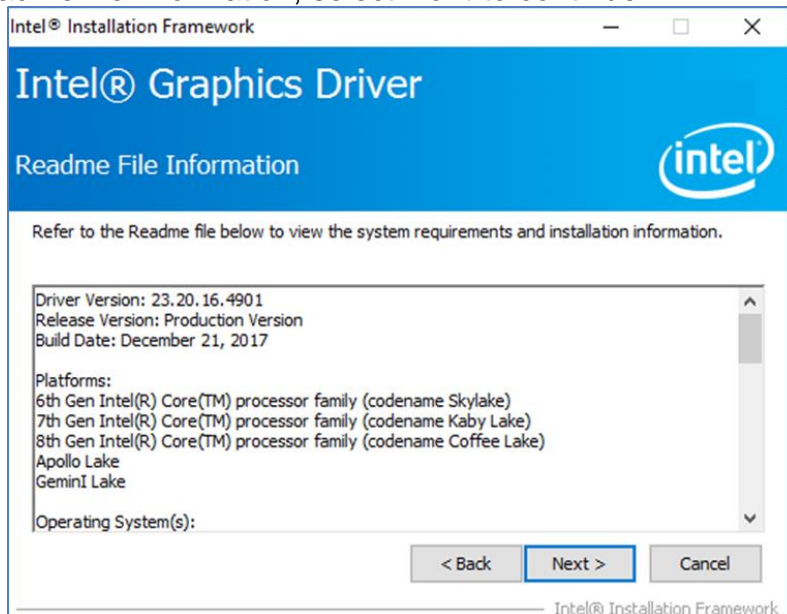 Intel® Installation Framework
Intel® Graphics Driver
Readme File Information
intel
Refer to the Readme file below to view the system requirements and installation information.
Driver Version: 23.20.16.4901
Release Version: Production Version
Build Date: December 21, 2017
Platforms:
6th Gen Intel(R) Core(TM) processor family (codename Skylake)
7th Gen Intel(R) Core(TM) processor family (codename Kaby Lake)
8th Gen Intel(R) Core(TM) processor family (codename Coffee Lake)
Apollo Lake
GeminI Lake
Operating System(s):
< Back Next > Cancel
Intel® Installation Framework